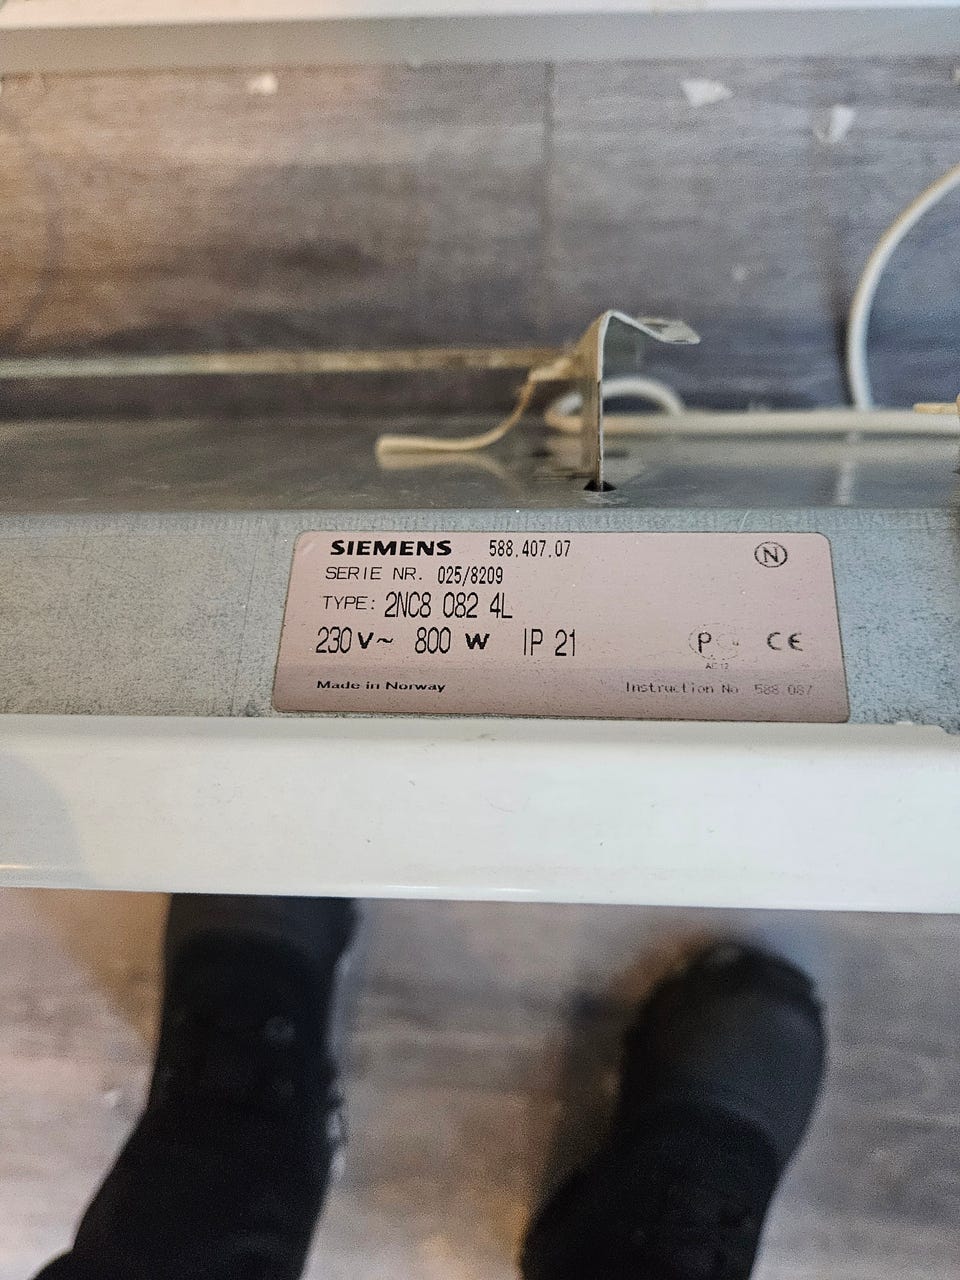 SIEMENS 588.407.07
N
SERIE NR. 025/8209
TYPE: 2NC8 082 4L
230 V~ 800 W IP 21
CE
Made in Norway Instruction No 588.087